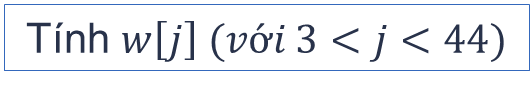 Tính w[j] (với 3 < j < 44)